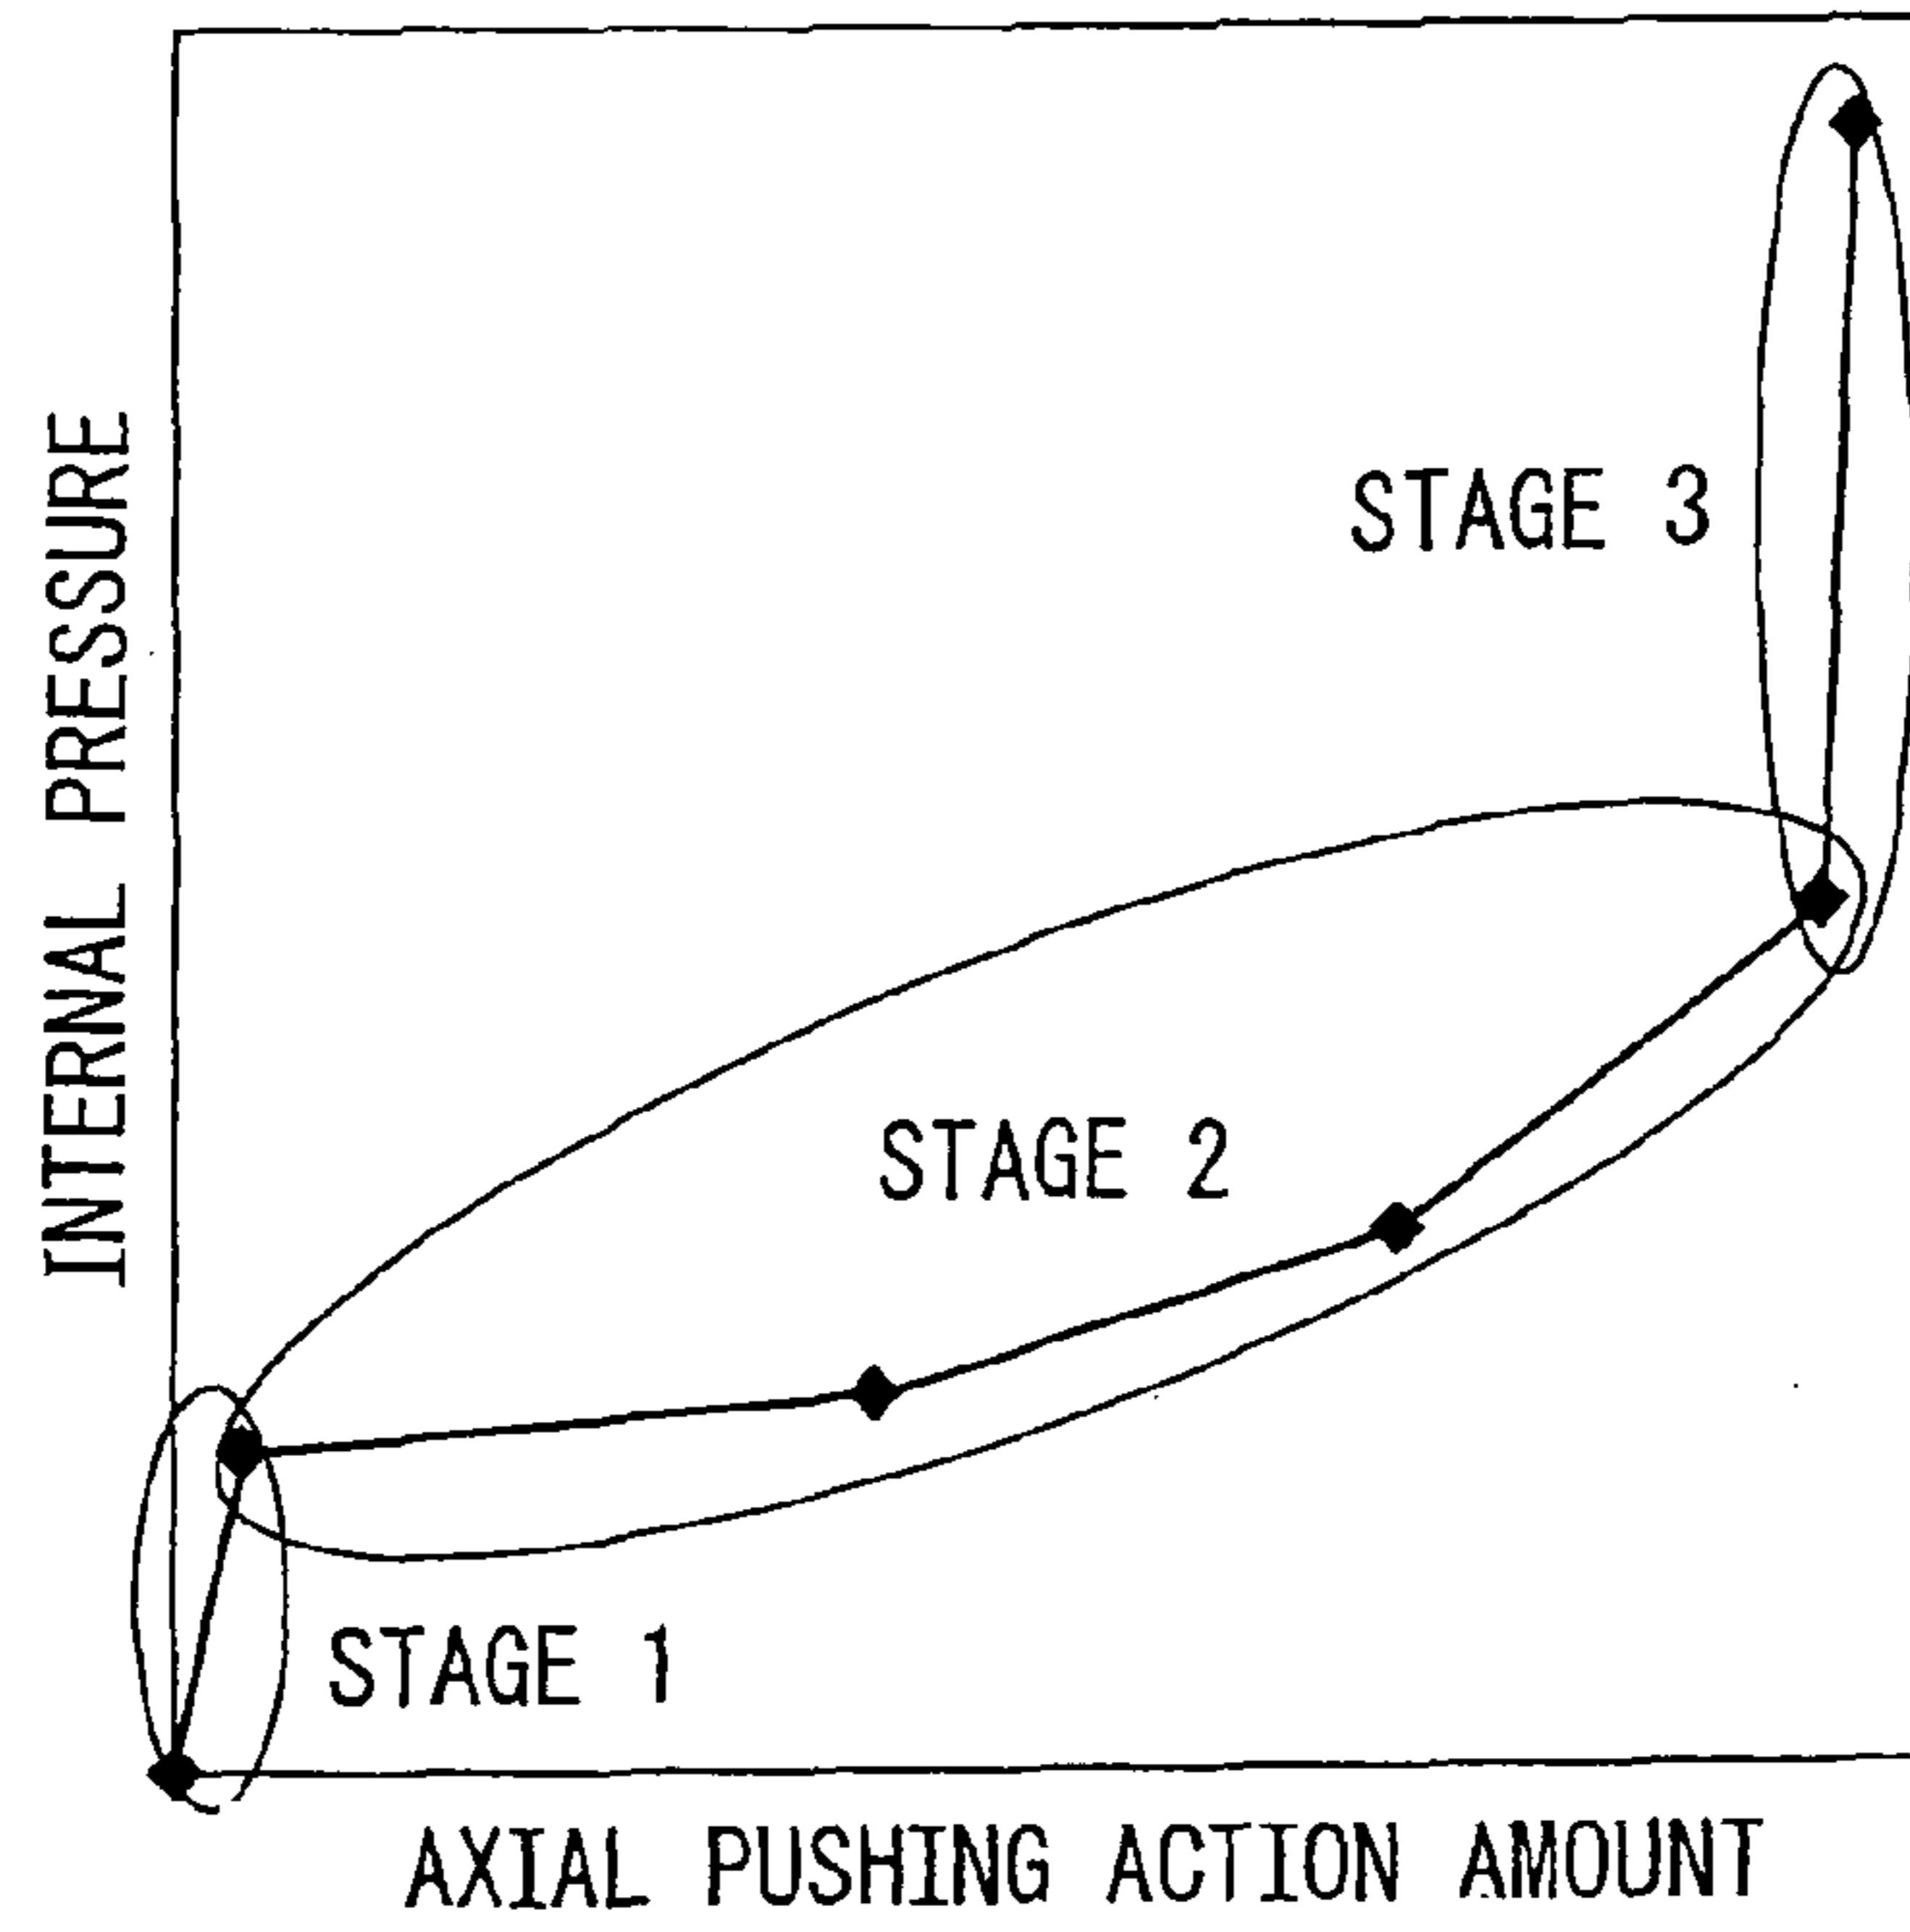 INTERNAL PRESSURE
STAGE 3
STAGE 2
STAGE 1
AXIAL PUSHING ACTION AMOUNT